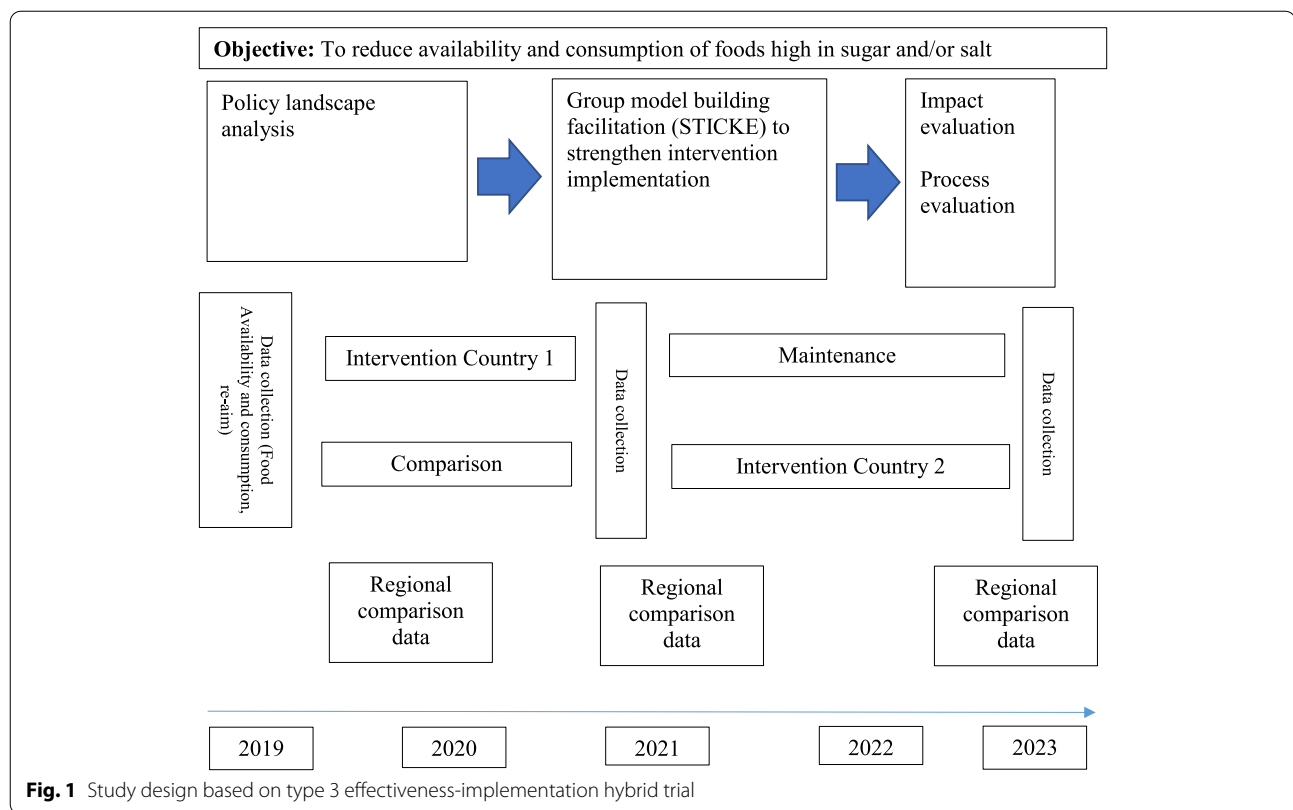 Objective: To reduce availability and consumption of foods high in sugar and/or salt
Policy landscape
analysis
Group model building
facilitation (STICKE) to
strengthen intervention
implementation
Impact
evaluation
Process
evaluation
Data collection (Food
Availability and consumption,
re-aim)
Intervention Country 1
Comparison
Data collection
Maintenance
Intervention Country 2
Data collection
Regional
comparison
data
Regional
comparison
data
Regional
comparison
data
2019
2020
2021
2022
2023
Fig. 1 Study design based on type 3 effectiveness-implementation hybrid trial